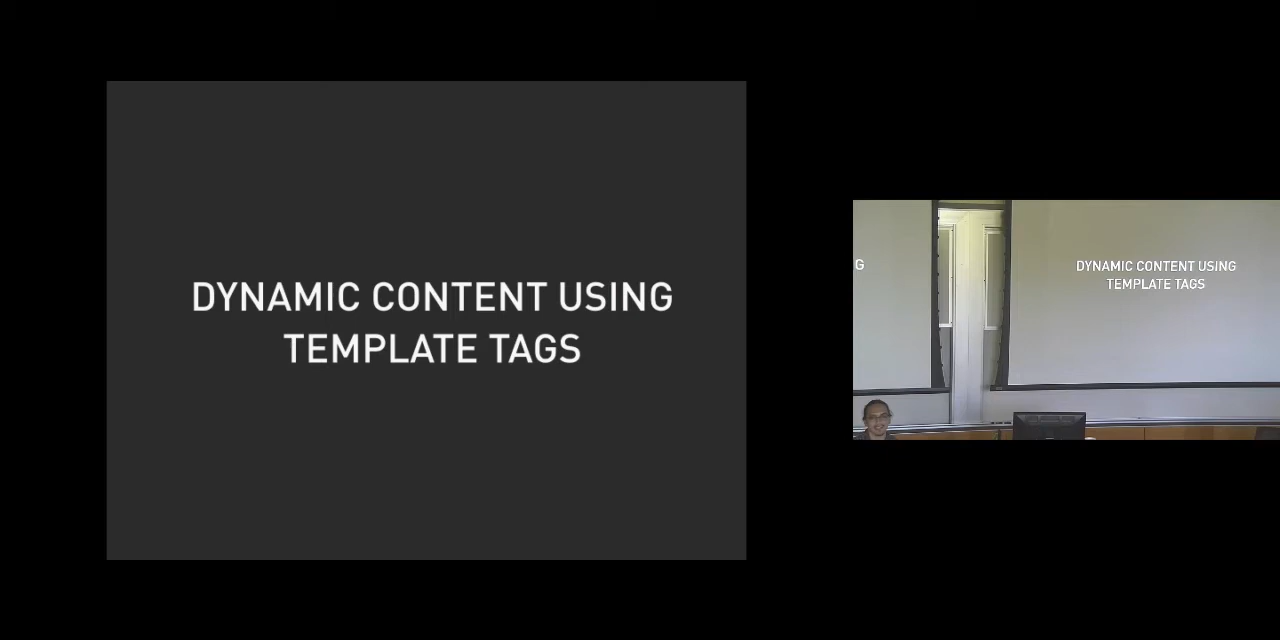 DYNAMIC CONTENT USING
TEMPLATE TAGS
G
DYNAMIC CONTENT USING
TEMPLATE TAGS